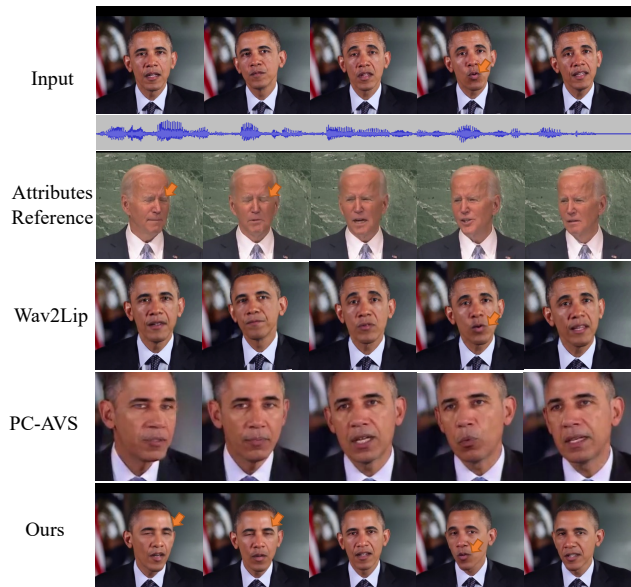 Input
Attributes
Reference
Wav2Lip
PC-AVS
Ours